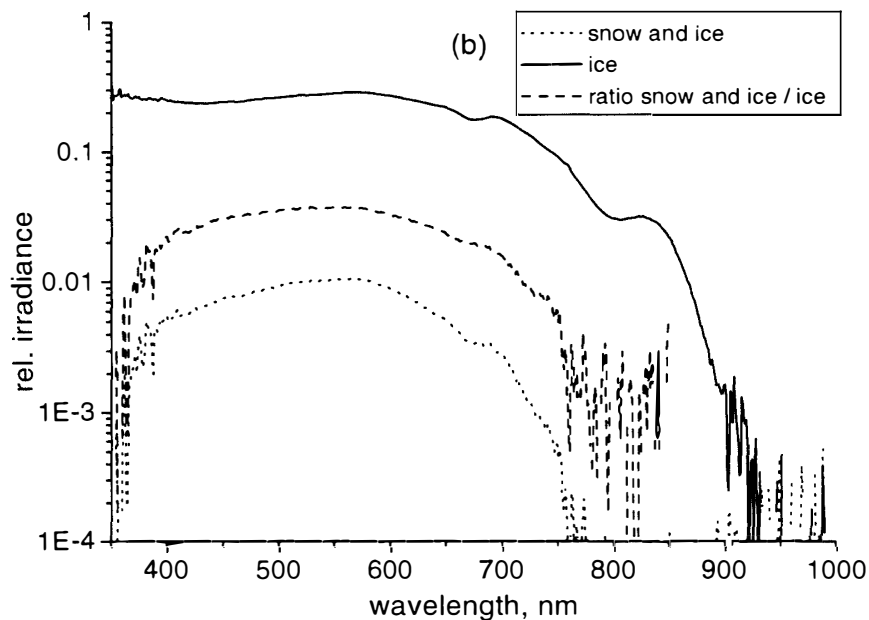 (b)
snow and ice
ice
ratio snow and ice / ice
1
0.1
0.01
1E-3
1E-4
rel. irradiance
400 500 600 700 800 900 1000
wavelength, nm